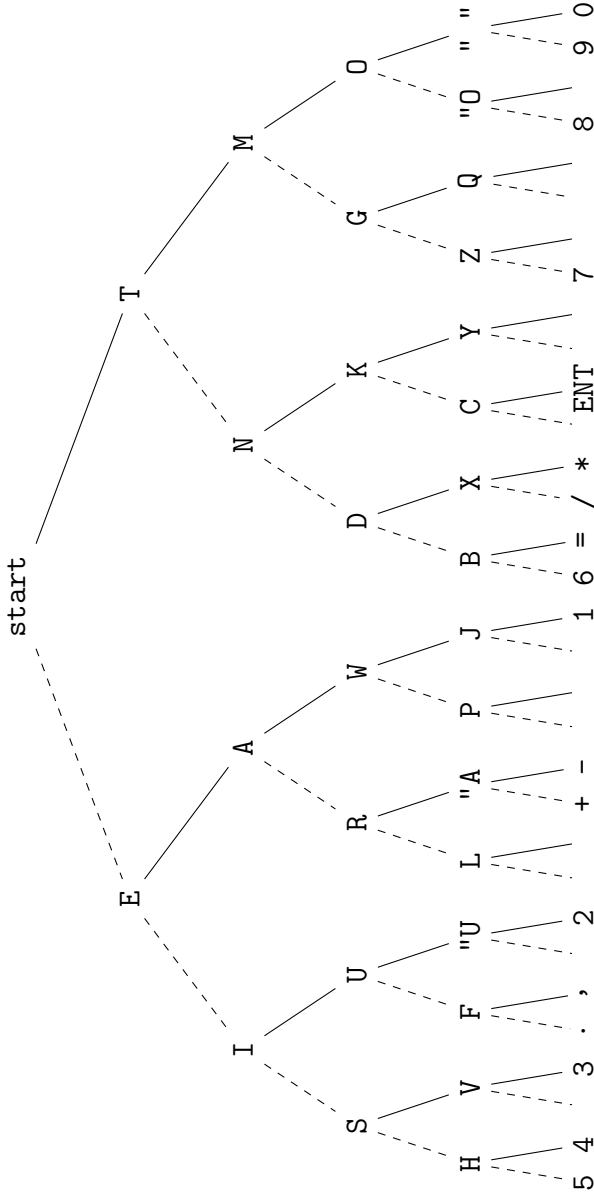 start
E T
I A N M
S U R W D K G O
H V F "U L "A P J B X C Y Z Q "O " "
5 4 3 . , 2 + - 1 6 = / * ENT 7 8 9 0